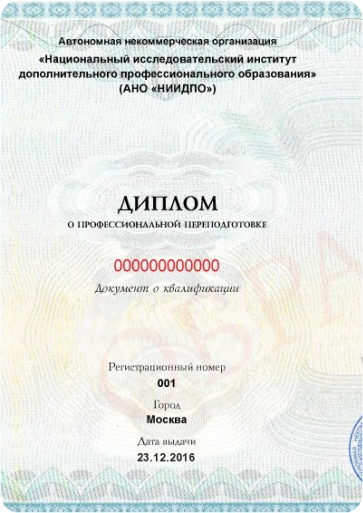 Автономная некоммерческая организация
«Национальный исследовательский институт
дополнительного профессионального образования»
(АНО «НИИДПО»)
ДИПЛОМ
О ПРОФЕССИОНАЛЬНОЙ ПЕРЕПОДГОТОВКЕ
000000000000
Документ о квалификации
Регистрационный номер
001
Город
Москва
Дата выдачи
23.12.2016